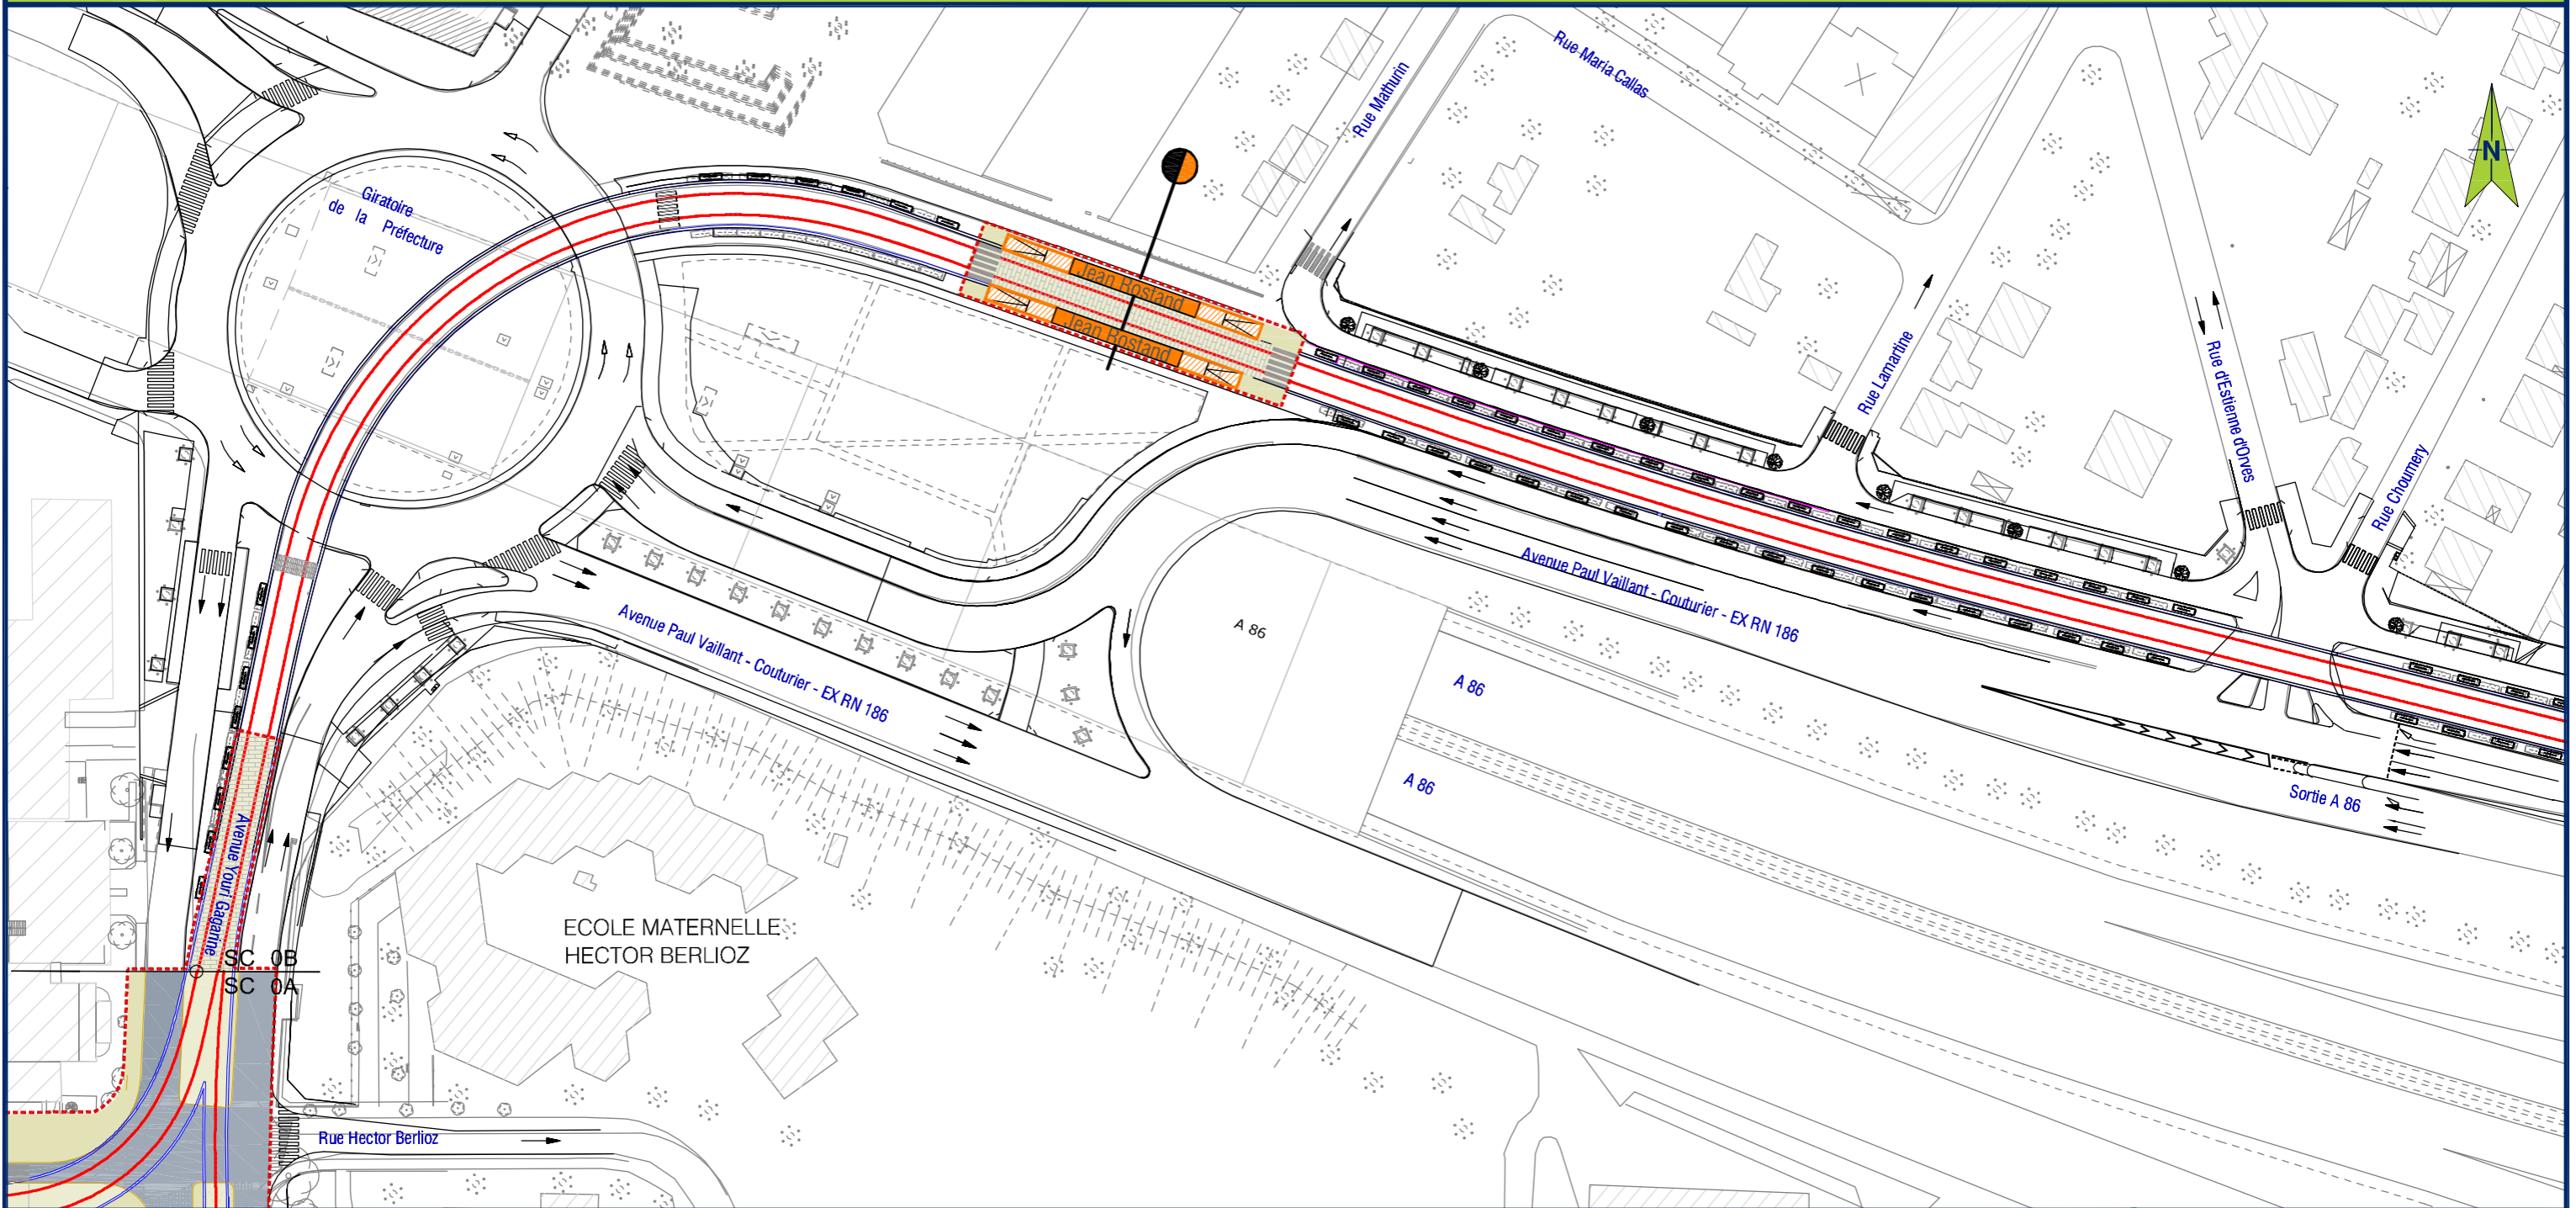 Rue Maria Callas
Rue Mathurin
N
Giratoire
de la Préfecture
Jean Rostand
Jean Rostand
Rue Lamartine
Rue d'Estienne d'Orves
Rue Choumery
Avenue Paul Vaillant - Couturier - EX RN 186
Avenue Paul Vaillant - Couturier - EX RN 186
A 86
A 86
A 86
Sortie A 86
Avenue Youri Gagarine
ECOLE MATERNELLE
HECTOR BERLIOZ
SC 0B
SC 0A
Rue Hector Berlioz